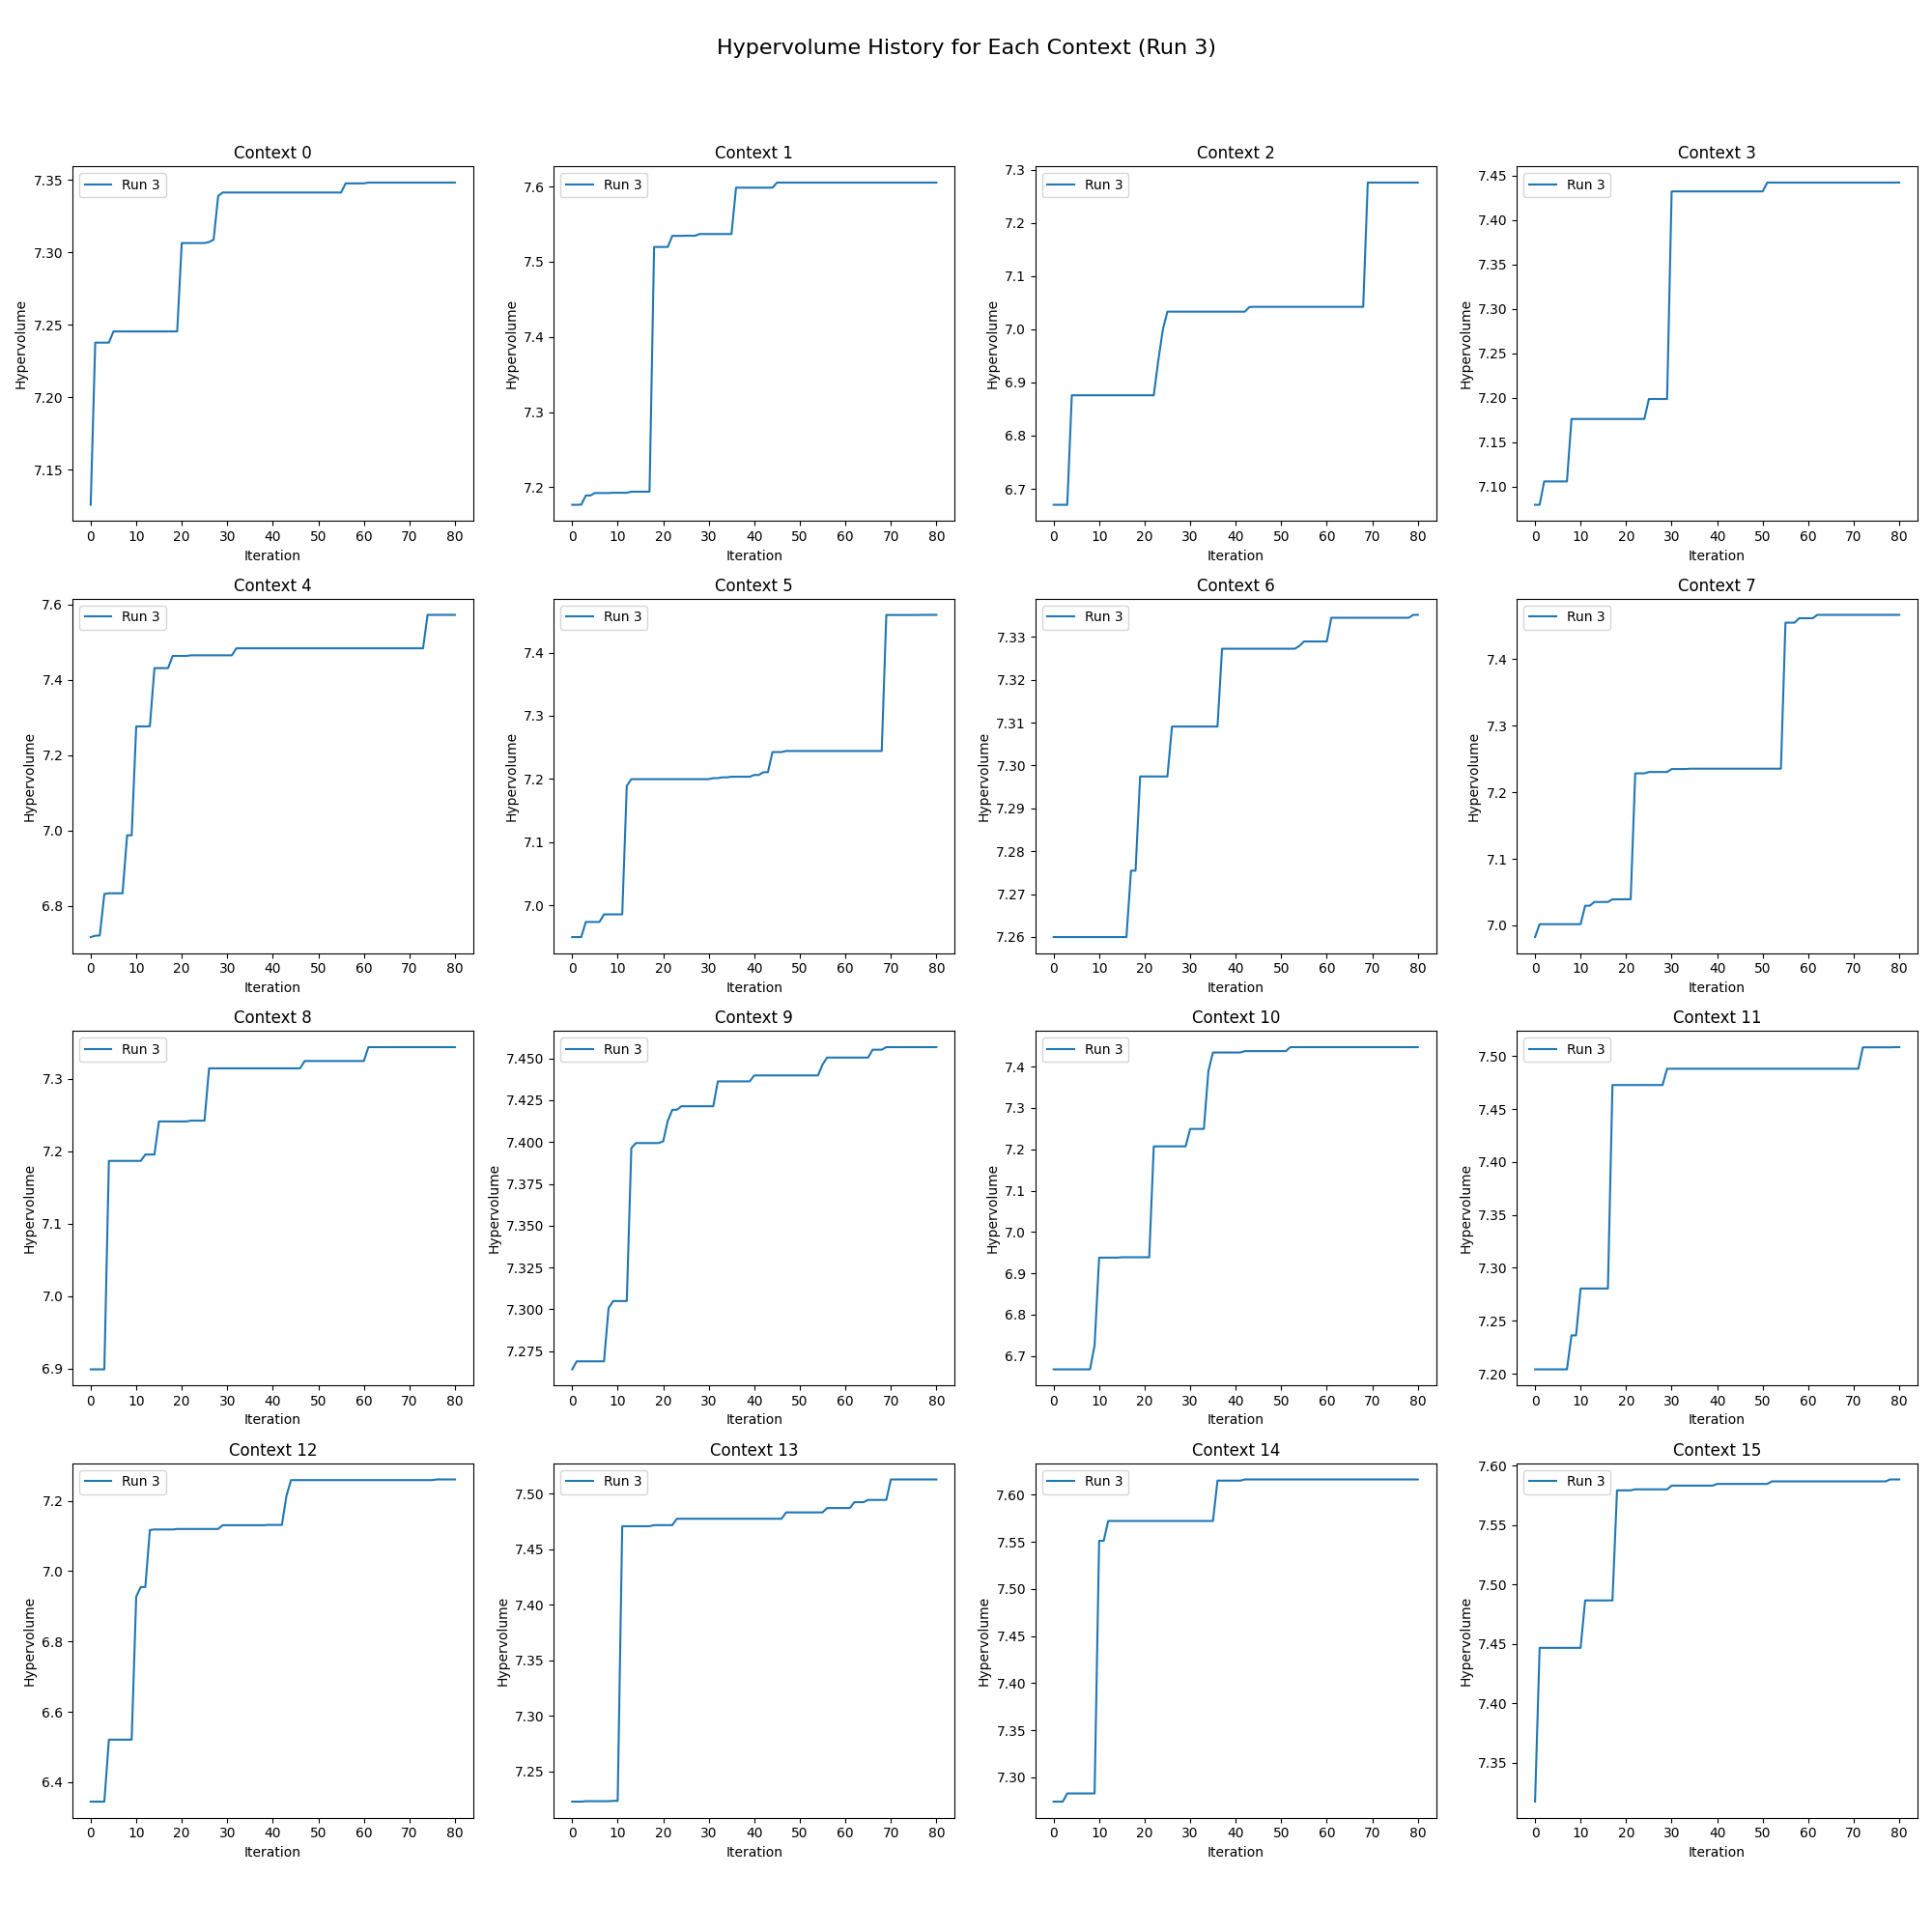 Hypervolume History for Each Context (Run 3)
Context 0
Context 1
Context 2
Context 3
Run 3
Run 3
Run 3
Run 3
Hypervolume
7.35
7.30
7.25
7.20
7.15
0 10 20 30 40 50 60 70 80
Iteration
Hypervolume
7.6
7.5
7.4
7.3
7.2
0 10 20 30 40 50 60 70 80
Iteration
Hypervolume
7.3
7.2
7.1
7.0
6.9
6.8
6.7
0 10 20 30 40 50 60 70 80
Iteration
Hypervolume
7.45
7.40
7.35
7.30
7.25
7.20
7.15
7.10
0 10 20 30 40 50 60 70 80
Iteration
Context 4
Context 5
Context 6
Context 7
Run 3
Run 3
Run 3
Run 3
Hypervolume
7.6
7.4
7.2
7.0
6.8
0 10 20 30 40 50 60 70 80
Iteration
Hypervolume
7.4
7.3
7.2
7.1
7.0
0 10 20 30 40 50 60 70 80
Iteration
Hypervolume
7.33
7.32
7.31
7.30
7.29
7.28
7.27
7.26
0 10 20 30 40 50 60 70 80
Iteration
Hypervolume
7.4
7.3
7.2
7.1
7.0
0 10 20 30 40 50 60 70 80
Iteration
Context 8
Context 9
Context 10
Context 11
Run 3
Run 3
Run 3
Run 3
Hypervolume
7.3
7.2
7.1
7.0
6.9
0 10 20 30 40 50 60 70 80
Iteration
Hypervolume
7.450
7.425
7.400
7.375
7.350
7.325
7.300
7.275
0 10 20 30 40 50 60 70 80
Iteration
Hypervolume
7.4
7.3
7.2
7.1
7.0
6.9
6.8
6.7
0 10 20 30 40 50 60 70 80
Iteration
Hypervolume
7.50
7.45
7.40
7.35
7.30
7.25
7.20
0 10 20 30 40 50 60 70 80
Iteration
Context 12
Context 13
Context 14
Context 15
Run 3
Run 3
Run 3
Run 3
Hypervolume
7.2
7.0
6.8
6.6
6.4
0 10 20 30 40 50 60 70 80
Iteration
Hypervolume
7.50
7.45
7.40
7.35
7.30
7.25
0 10 20 30 40 50 60 70 80
Iteration
Hypervolume
7.60
7.55
7.50
7.45
7.40
7.35
7.30
0 10 20 30 40 50 60 70 80
Iteration
Hypervolume
7.60
7.55
7.50
7.45
7.40
7.35
0 10 20 30 40 50 60 70 80
Iteration